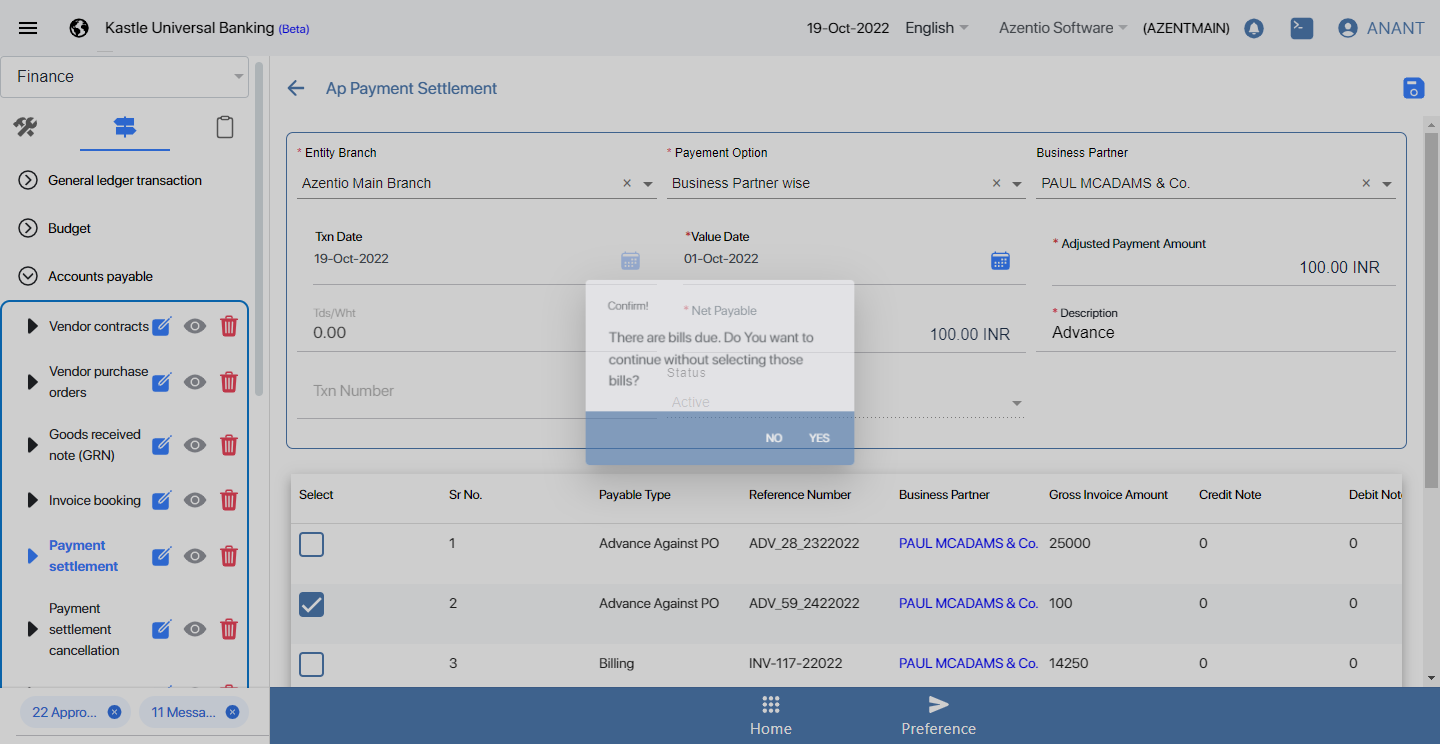 Kastle Universal Banking (Beta)
19-Oct-2022
English
Azentio Software
(AZENTMAIN)
ANANT
Finance
General ledger transaction
Budget
Accounts payable
Vendor contracts
Vendor purchase
orders
Goods received
note (GRN)
Invoice booking
Payment
settlement
Payment
settlement
cancellation
22 Appro...
11 Messa...
Ap Payment Settlement
* Entity Branch
* Payement Option
Business Partner
Azentio Main Branch
Business Partner wise
PAUL MCADAMS & Co.
Txn Date
*Value Date
* Adjusted Payment Amount
19-Oct-2022
01-Oct-2022
100.00 INR
Tds/Wht
* Net Payable
* Description
0.00
100.00 INR
Advance
Txn Number
Status
Active
Confirm!
There are bills due. Do You want to
continue without selecting those
bills?
NO YES
Select Sr No. Payable Type Reference Number Business Partner Gross Invoice Amount Credit Note Debit Not
1 Advance Against PO ADV_28_2322022 PAUL MCADAMS & Co. 25000 0 0
2 Advance Against PO ADV_59_2422022 PAUL MCADAMS & Co. 100 0 0
3 Billing INV-117-22022 PAUL MCADAMS & Co. 14250 0 0
Home
Preference